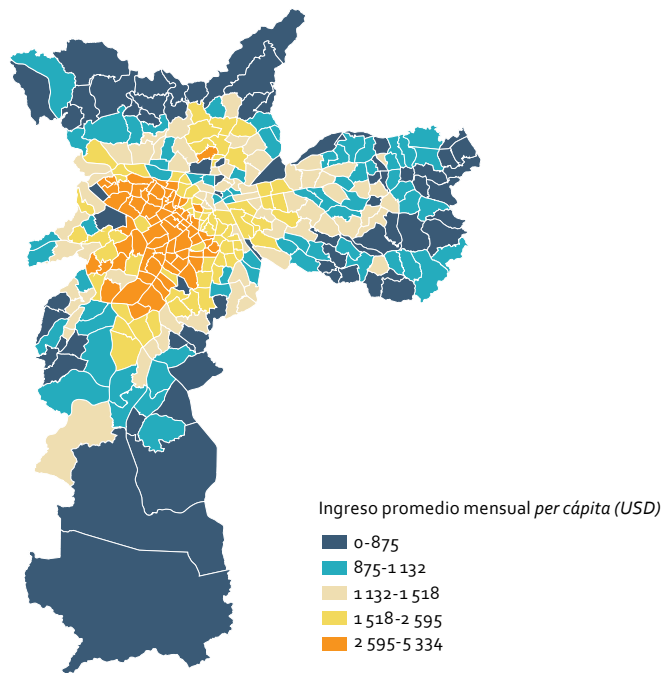 Ingreso promedio mensual per cápita (USD)
0-875
875-1 132
1 132-1 518
1 518-2 595
2 595-5 334